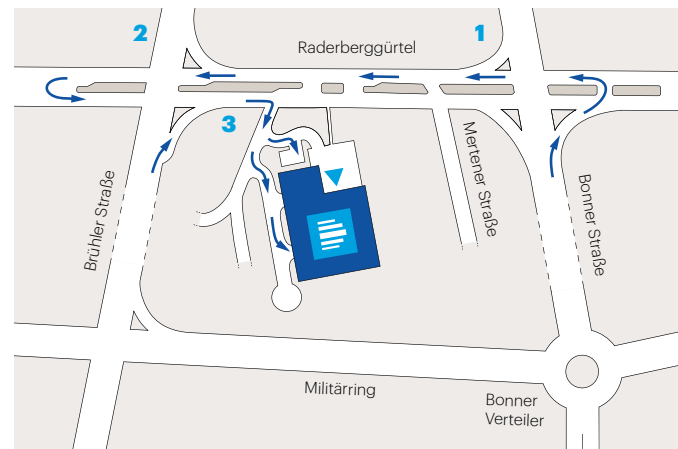 2
1
Raderberggürtel
3
Mertener Straße
Brühler Straße
Bonner Straße
Militärring
Bonner
Verteiler